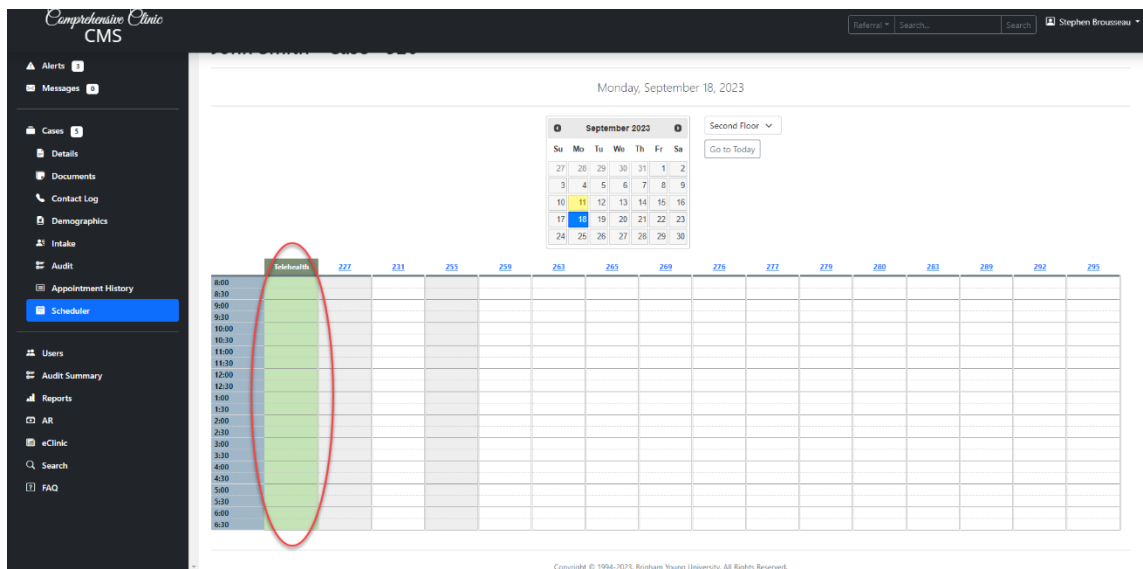 Comprehensive Clinic
CMS
Referral Search... Search Stephen Brousseau
Alerts 3
Messages 0
Cases 5
Details
Documents
Contact Log
Demographics
Intake
Audit
Appointment History
Scheduler
Users
Audit Summary
Reports
AR
eClinic
Search
FAQ
Monday, September 18, 2023
September 2023
Su Mo Tu We Th Fr Sa
27 28 29 30 31 1 2
3 4 5 6 7 8 9
10 11 12 13 14 15 16
17 18 19 20 21 22 23
24 25 26 27 28 29 30
Second Floor
Go to Today
Telehealth 227 231 255 259 263 265 269 276 277 279 280 283 289 292 295
8:00
8:30
9:00
9:30
10:00
10:30
11:00
11:30
12:00
12:30
1:00
1:30
2:00
2:30
3:00
3:30
4:00
4:30
5:00
5:30
6:00
6:30
Copyright © 1994-2023, Brigham Young University. All Rights Reserved.